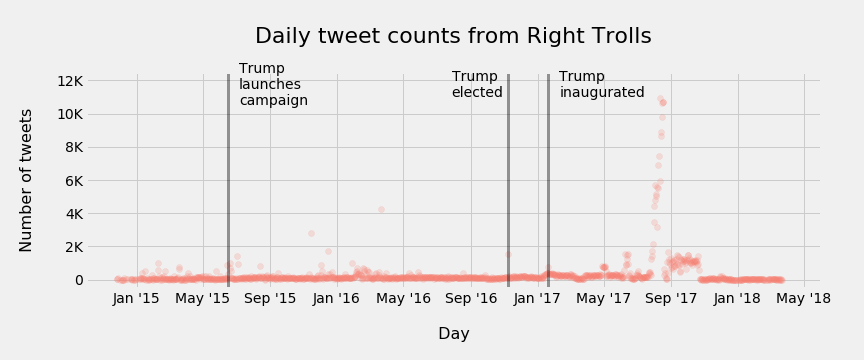 Daily tweet counts from Right Trolls
Trump
launches
campaign
Trump
elected
Trump
inaugurated
12K
10K
8K
6K
4K
2K
0
Number of tweets
Jan '15 May '15 Sep '15 Jan '16 May '16 Sep '16 Jan '17 May '17 Sep '17 Jan '18 May '18
Day